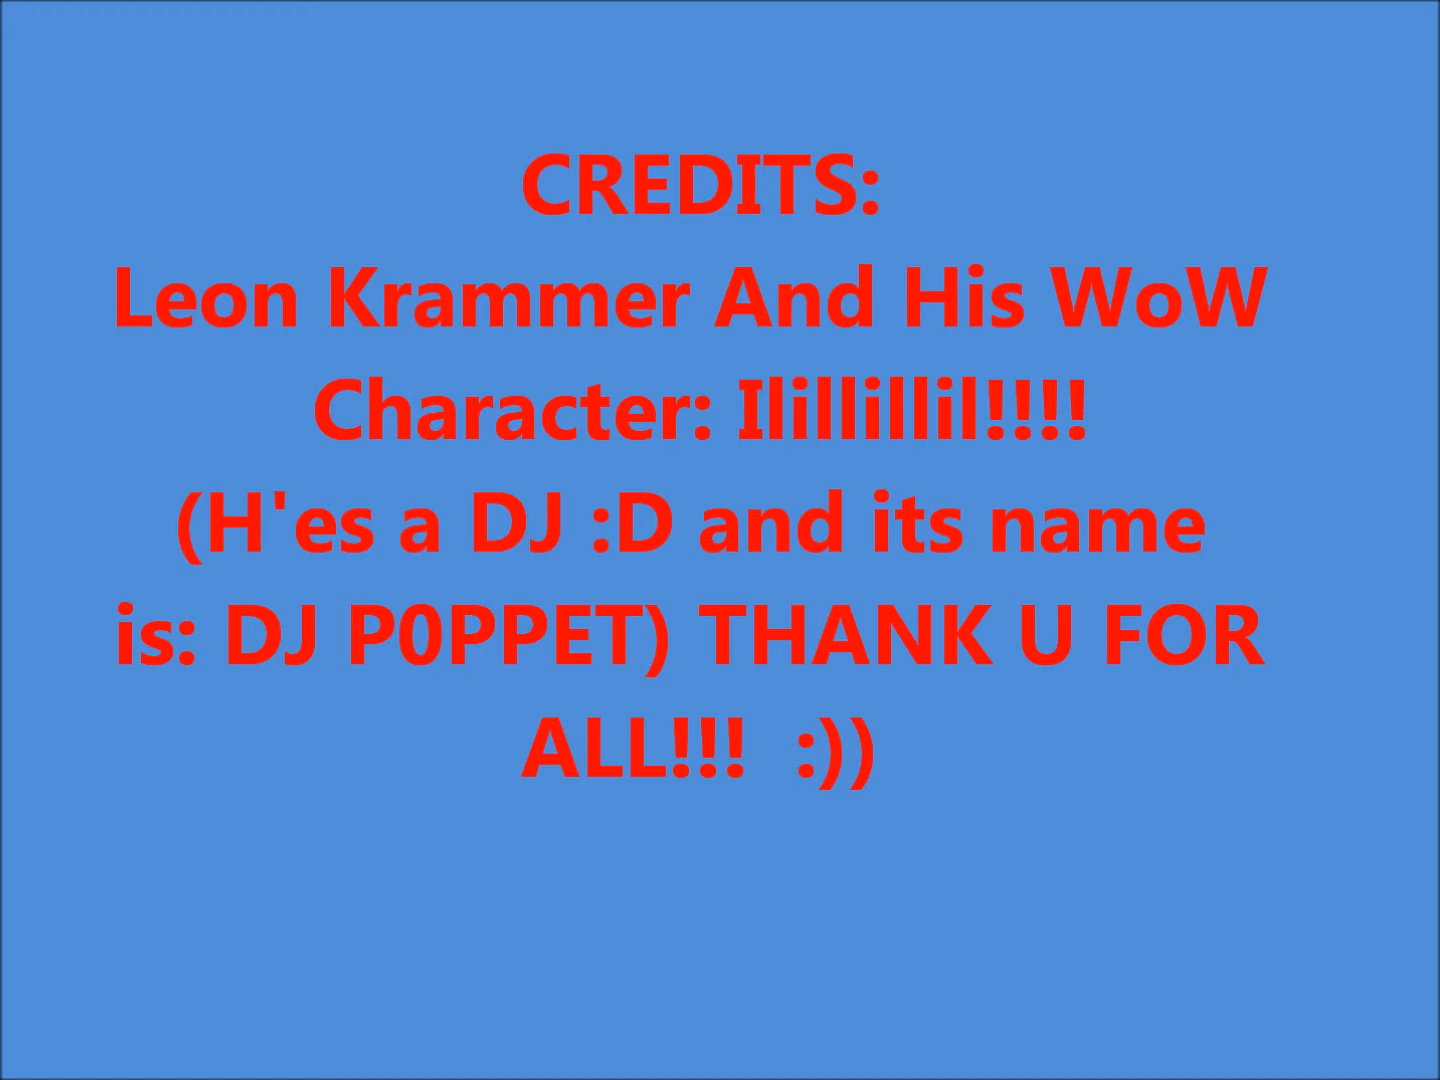 CREDITS:
Leon Krammer And His WoW
Character: Ilillillil!!!!
(H'es a DJ :D and its name
is: DJ P0PPET) THANK U FOR
ALL!!!  :))